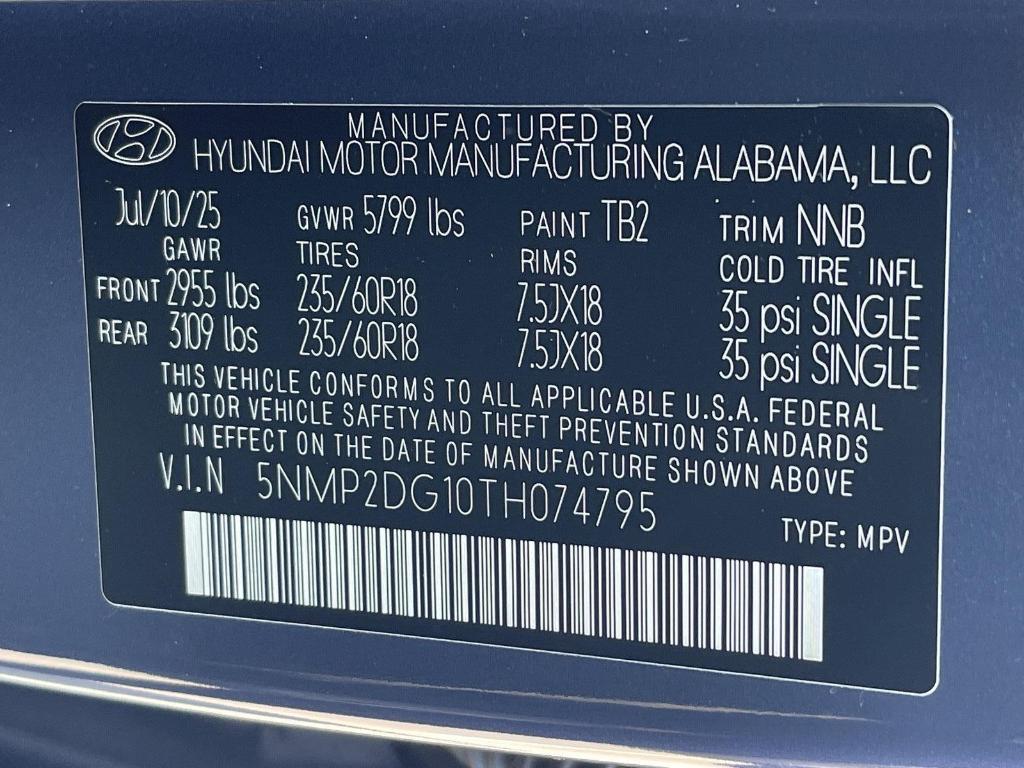 MANUFACTURED BY
HYUNDAI MOTOR MANUFACTURING ALABAMA, LLC
Jul/10/25 GVWR 5799 lbs PAINT TB2 TRIM NNB
GAWR TIRES RIMS COLD TIRE INFL
FRONT 2955 lbs 235/60R18 7.5JX18 35 psi SINGLE
REAR 3109 lbs 235/60R18 7.5JX18 35 psi SINGLE
THIS VEHICLE CONFORMS TO ALL APPLICABLE U.S.A. FEDERAL
MOTOR VEHICLE SAFETY AND THEFT PREVENTION STANDARDS
IN EFFECT ON THE DATE OF MANUFACTURE SHOWN ABOVE
V.I.N 5NMP2DG10TH074795
TYPE: MPV